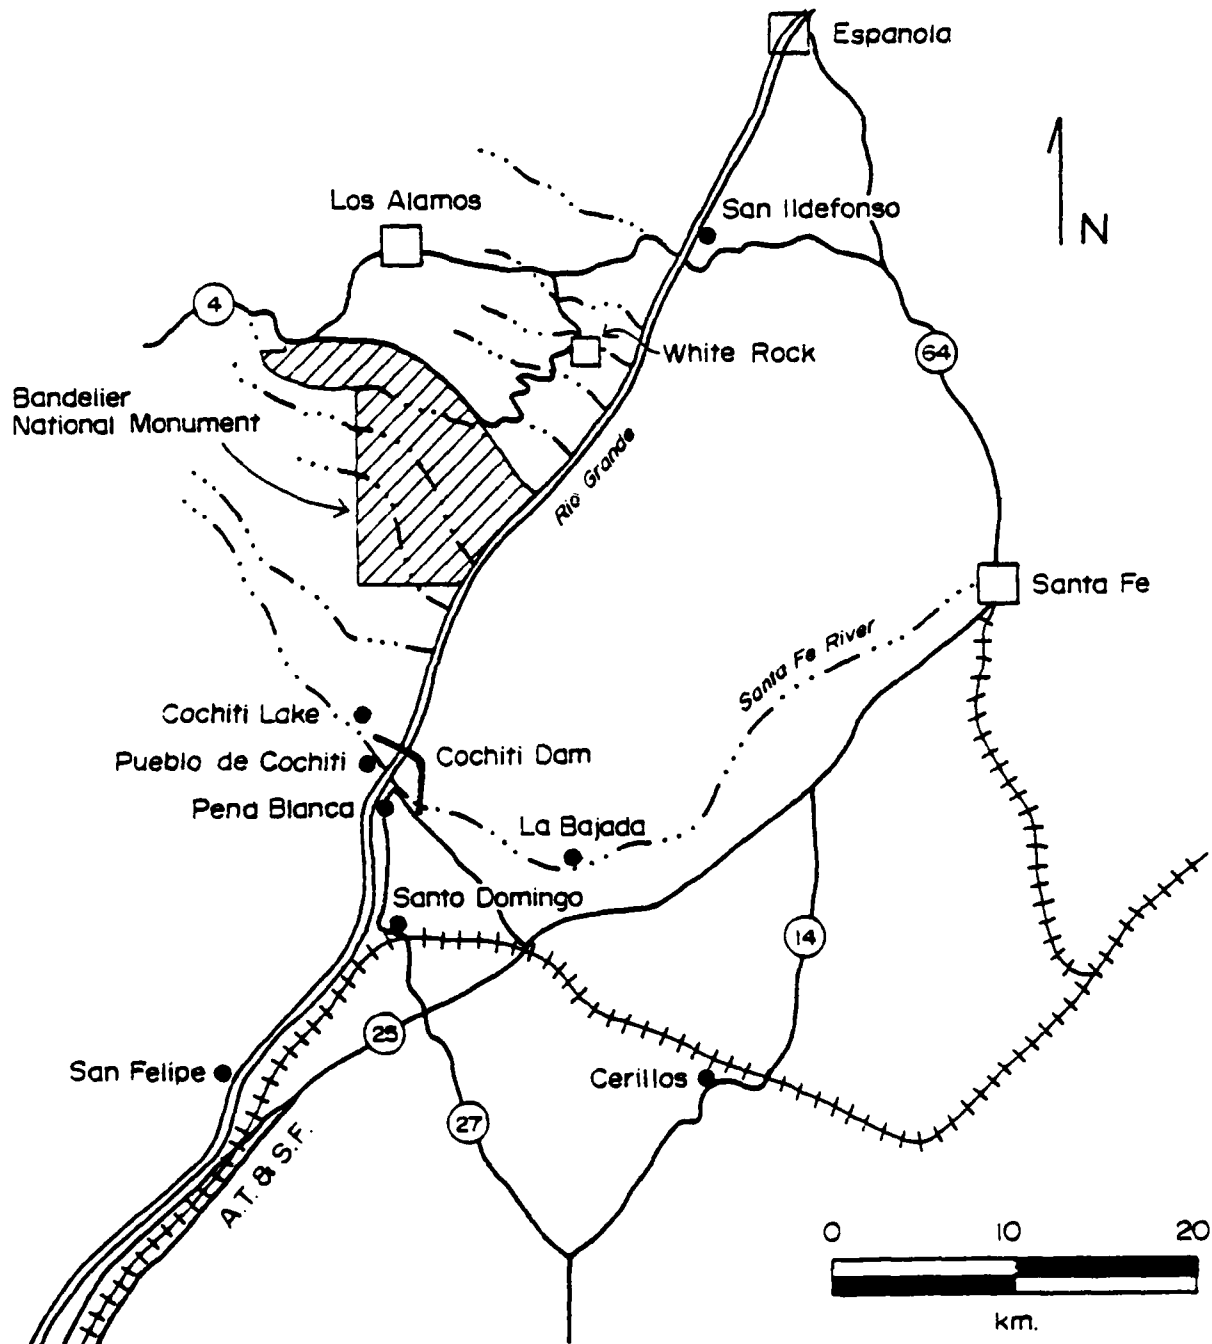 Espanola
Los Alamos
San Ildefonso
N
4
White Rock
64
Bandelier
National Monument
Rio Grande
Santa Fe
Santa Fe River
Cochiti Lake
Cochiti Dam
Pueblo de Cochiti
Pena Blanca
La Bajada
Santo Domingo
14
25
San Felipe
Cerillos
27
A.T. & S.F.
0 10 20
km.